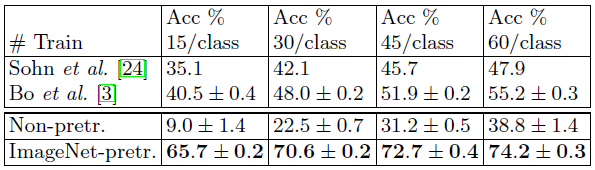 Acc % Acc % Acc % Acc %
# Train 15/class 30/class 45/class 60/class
Sohn et al. [24] 35.1 42.1 45.7 47.9
Bo et al. [3] 40.5 ± 0.4 48.0 ± 0.2 51.9 ± 0.2 55.2 ± 0.3
Non-pretr. 9.0 ± 1.4 22.5 ± 0.7 31.2 ± 0.5 38.8 ± 1.4
ImageNet-pretr. 65.7 ± 0.2 70.6 ± 0.2 72.7 ± 0.4 74.2 ± 0.3